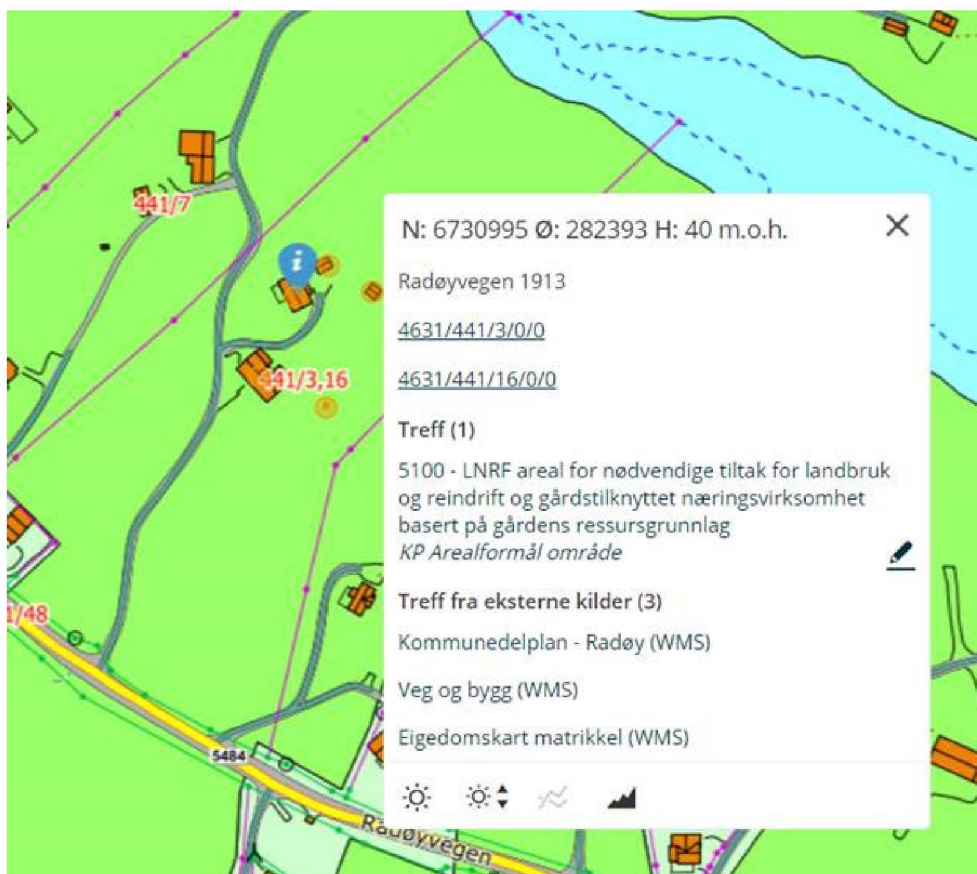 441/7
441/3,16
1/48
5484
Radøyvegen
N: 6730995 Ø: 282393 H: 40 m.o.h.
Radøyvegen 1913
4631/441/3/0/0
4631/441/16/0/0
Treff (1)
5100 - LNRF areal for nødvendige tiltak for landbruk
og reindrift og gårdstilknyttet næringsvirksomhet
basert på gårdens ressursgrunnlag
KP Arealformål område
Treff fra eksterne kilder (3)
Kommunedelplan - Radøy (WMS)
Veg og bygg (WMS)
Eigedomskart matrikkel (WMS)